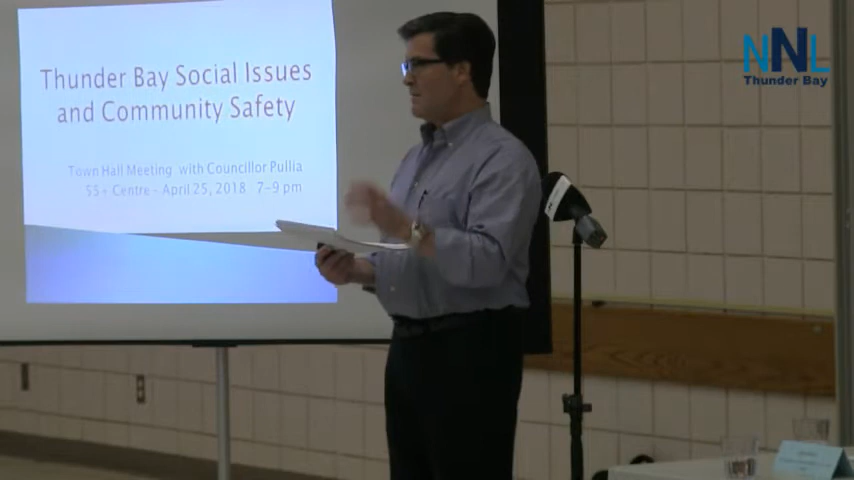 Thunder Bay Social Issues
and Community Safety
Town Hall Meeting with Councillor Pullia
55+ Centre - April 25, 2018 7-9 pm
NNL
Thunder Bay